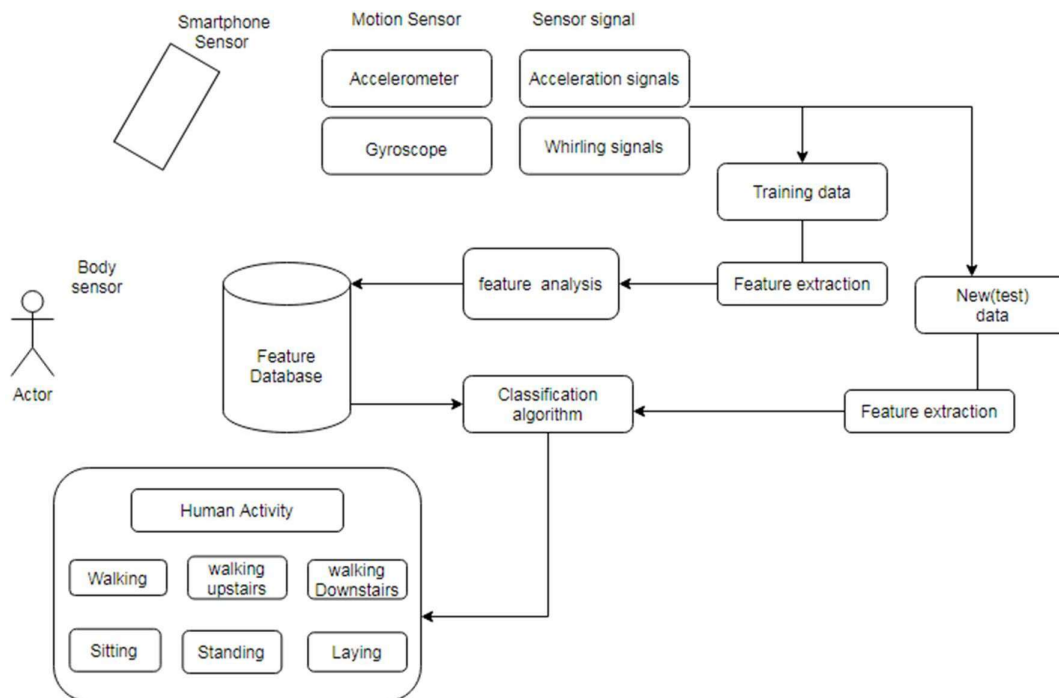 Smartphone
Sensor
Motion Sensor
Sensor signal
Accelerometer
Acceleration signals
Gyroscope
Whirling signals
Training data
Body
sensor
feature analysis
Feature extraction
New(test)
data
Actor
Feature
Database
Classification
algorithm
Feature extraction
Human Activity
Walking
walking
upstairs
walking
Downstairs
Sitting
Standing
Laying